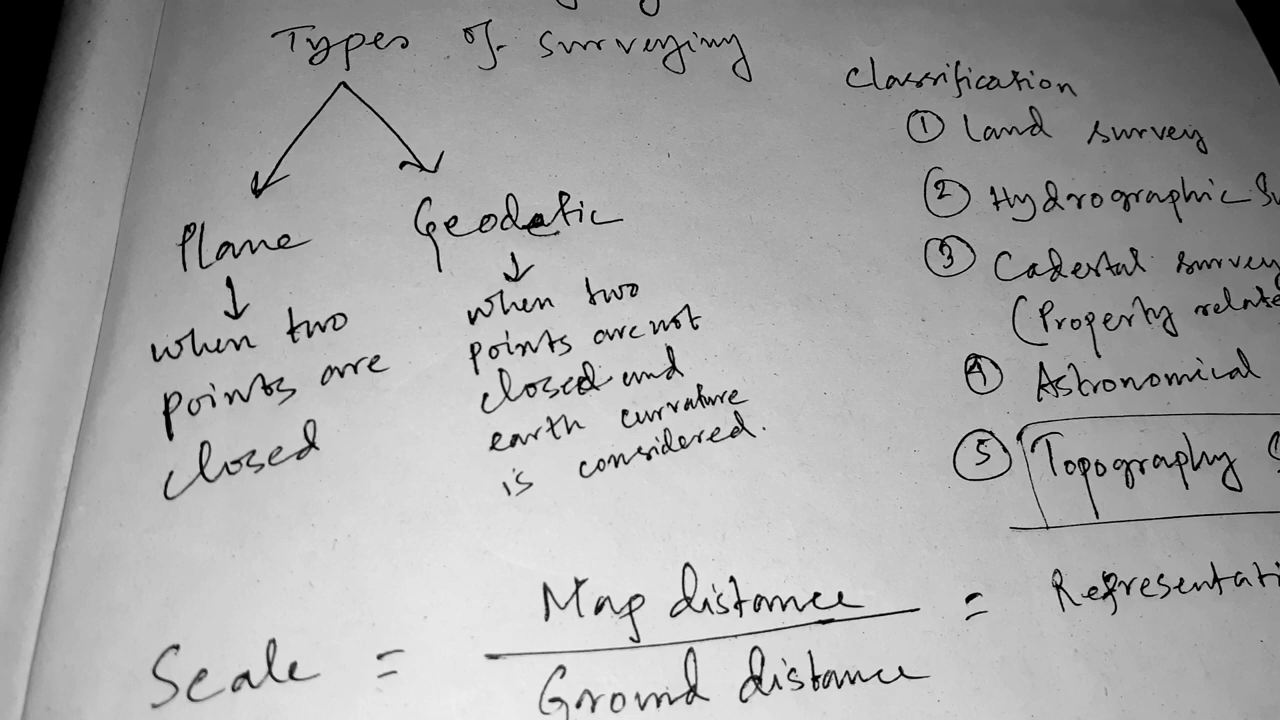 Types of surveying
Plane
when two
points are
closed
Geodetic
when two
points are not
closed and
earth curvature
is considered.
Classification
① Land survey
② Hydrographic
③ Cadestal survey
(Property
④ Astronomical
⑤ Topography
Scale = Map distance / Ground distance =